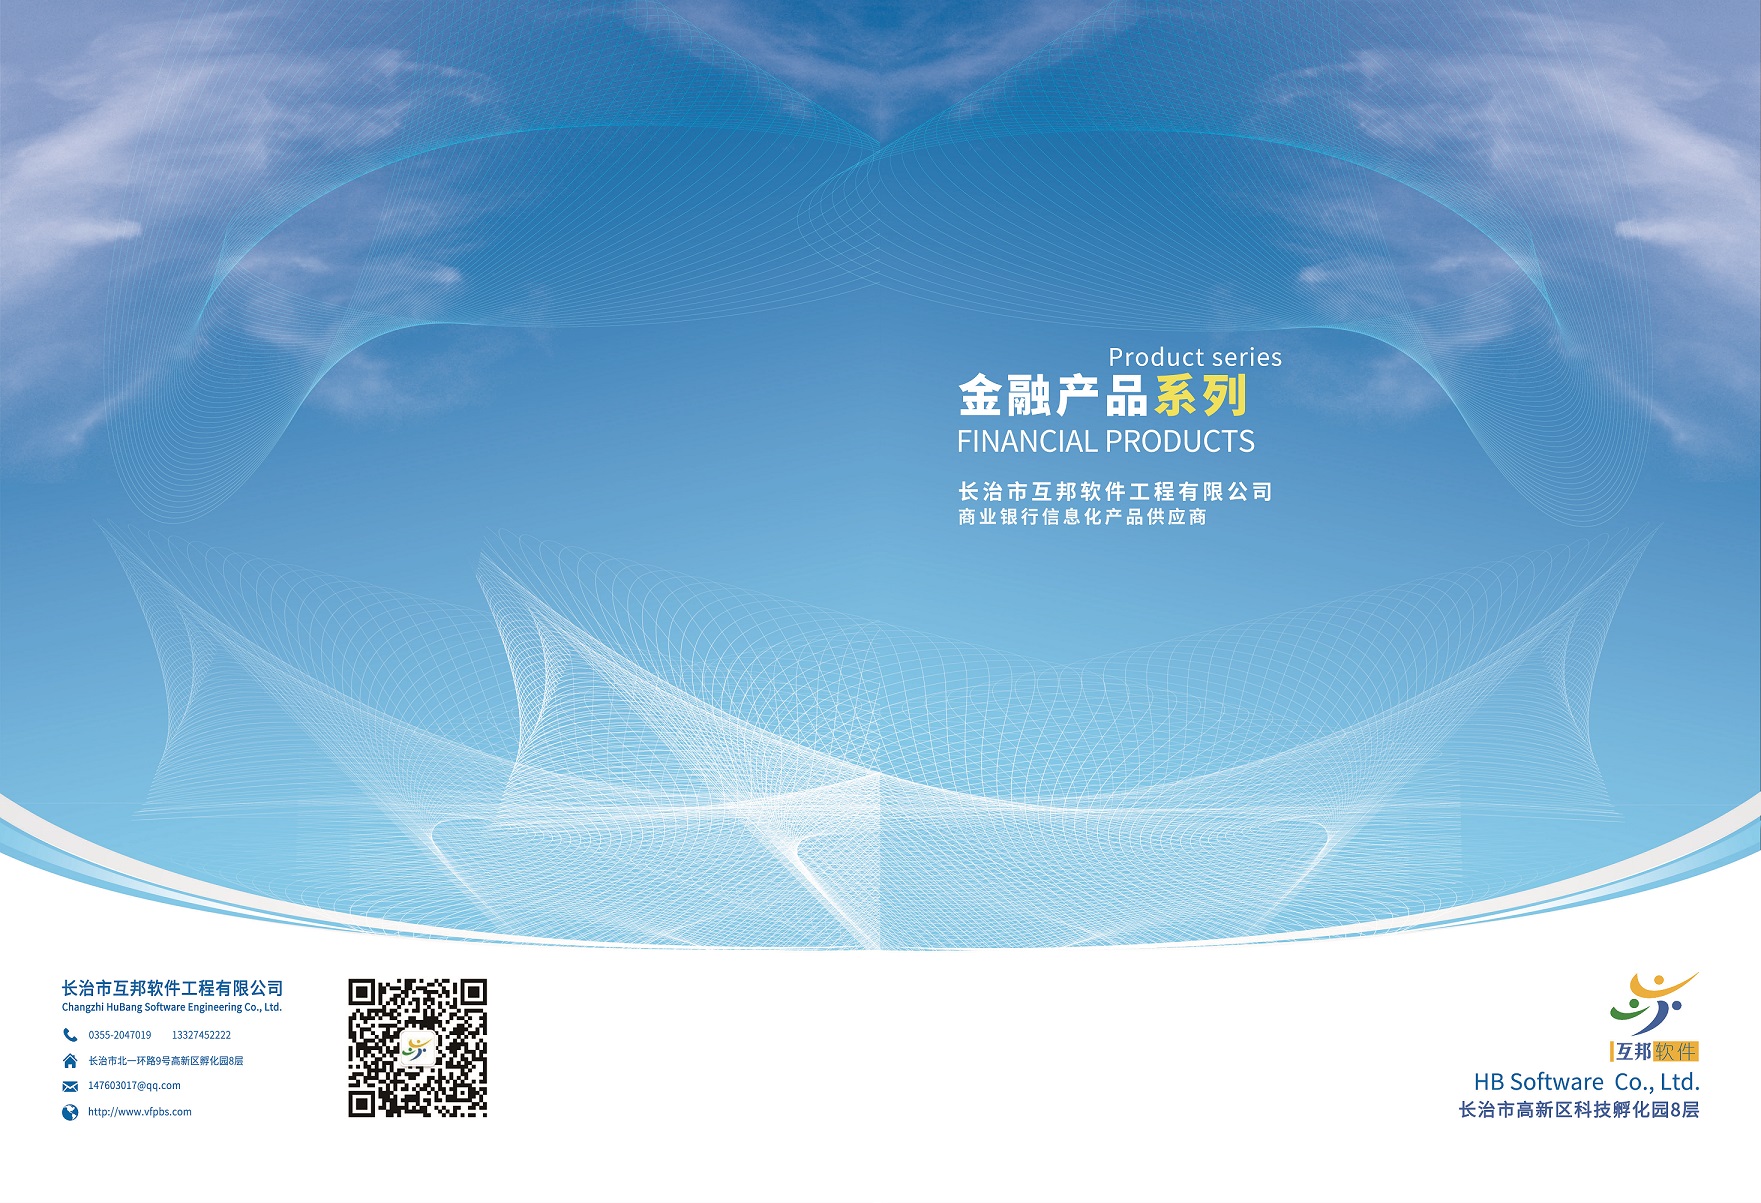 Product series
金融产品系列
FINANCIAL PRODUCTS
长治市互邦软件工程有限公司
商业银行信息化产品供应商
长治市互邦软件工程有限公司
Changzhi HuBang Software Engineering Co., Ltd.
0355-2047019 13327452222
长治市北一环路9号高新区孵化园8层
147603017@qq.com
http://www.vfpbs.com
互邦软件
HB Software Co., Ltd.
长治市高新区科技孵化园8层